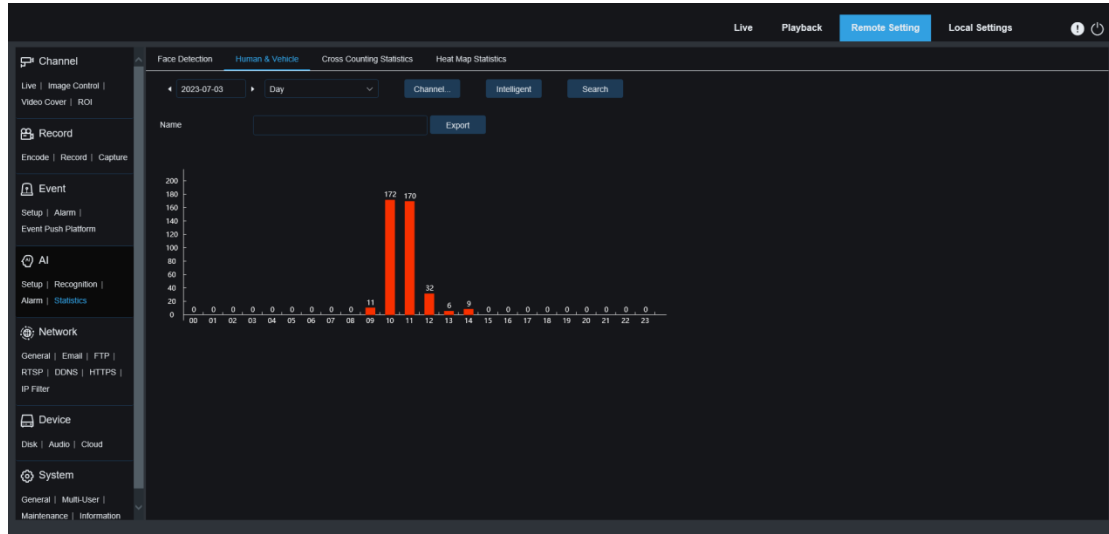 Live Playback Remote Setting Local Settings
Channel
Live | Image Control |
Video Cover | ROI
Record
Encode | Record | Capture
Event
Setup | Alarm |
Event Push Platform
AI
Setup | Recognition |
Alarm | Statistics
Network
General | Email | FTP |
RTSP | DDNS | HTTPS |
IP Filter
Device
Disk | Audio | Cloud
System
General | Multi-User |
Maintenance | Information
Face Detection Human & Vehicle Cross Counting Statistics Heat Map Statistics
2023-07-03 Day Channel... Intelligent Search
Name Export
200
180
160
140
120
100
80
60
40
20
0
0 0 0 0 0 0 0 0 0 11 172 170 32 6 9 0 0 0 0 0 0 0 0 0
00 01 02 03 04 05 06 07 08 09 10 11 12 13 14 15 16 17 18 19 20 21 22 23